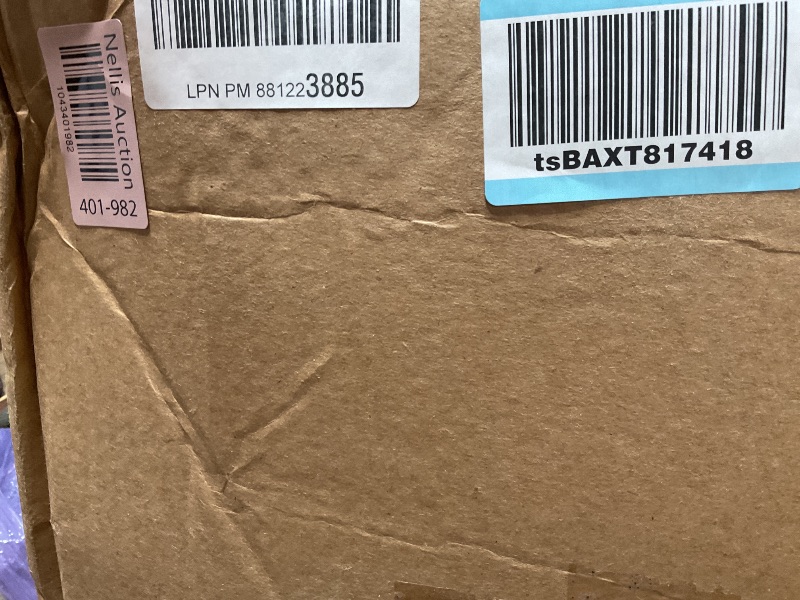 Nellis Auction
1043401982
401-982
LPN PM 881223885
tsBAXT817418